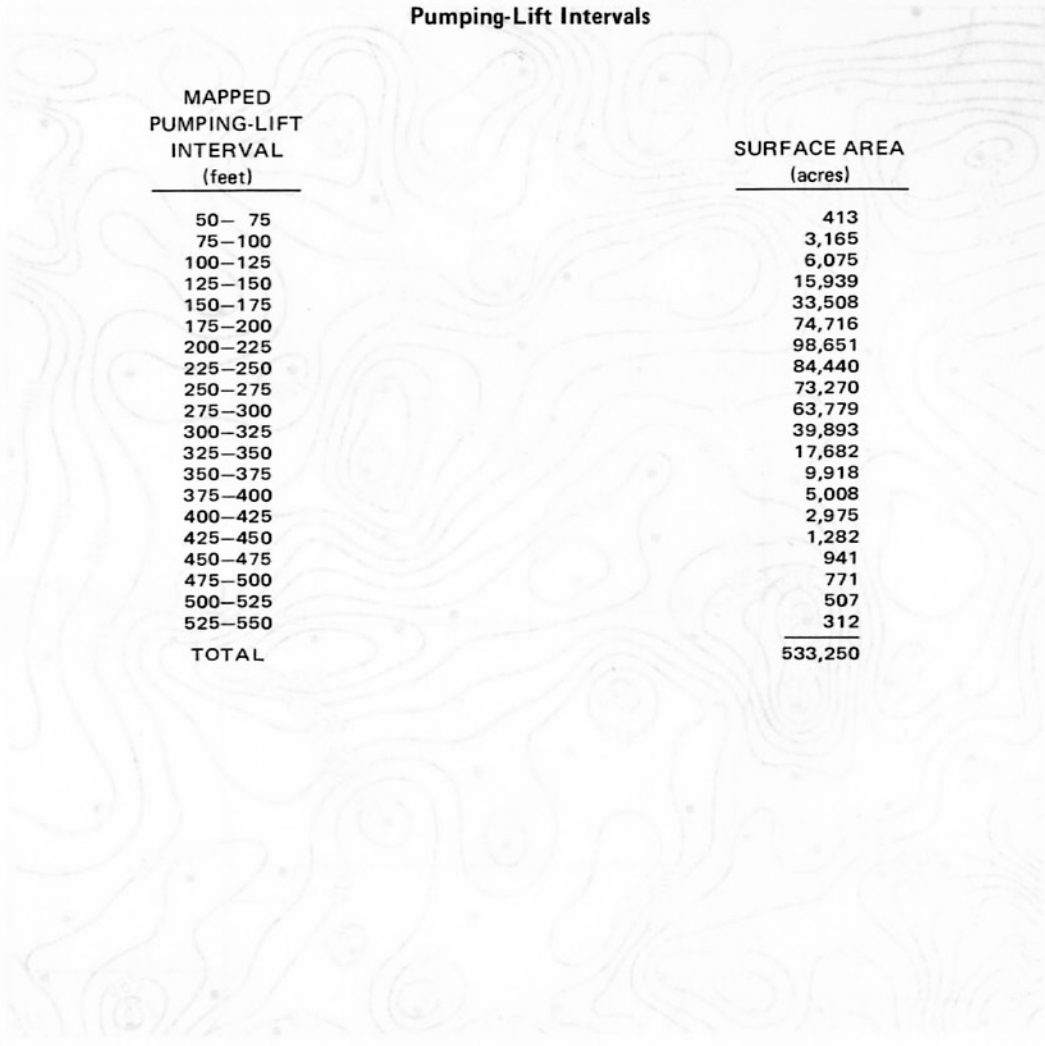 Pumping-Lift Intervals
MAPPED
PUMPING-LIFT
INTERVAL
(feet)
SURFACE AREA
(acres)
50— 75 413
75—100 3,165
100—125 6,075
125—150 15,939
150—175 33,508
175—200 74,716
200—225 98,651
225—250 84,440
250—275 73,270
275—300 63,779
300—325 39,893
325—350 17,682
350—375 9,918
375—400 5,008
400—425 2,975
425—450 1,282
450—475 941
475—500 771
500—525 507
525—550 312
TOTAL 533,250